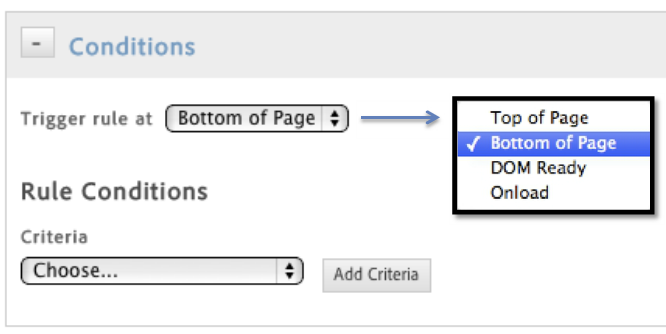 - Conditions
Trigger rule at Bottom of Page
Top of Page
✓ Bottom of Page
DOM Ready
Onload
Rule Conditions
Criteria
Choose...
Add Criteria